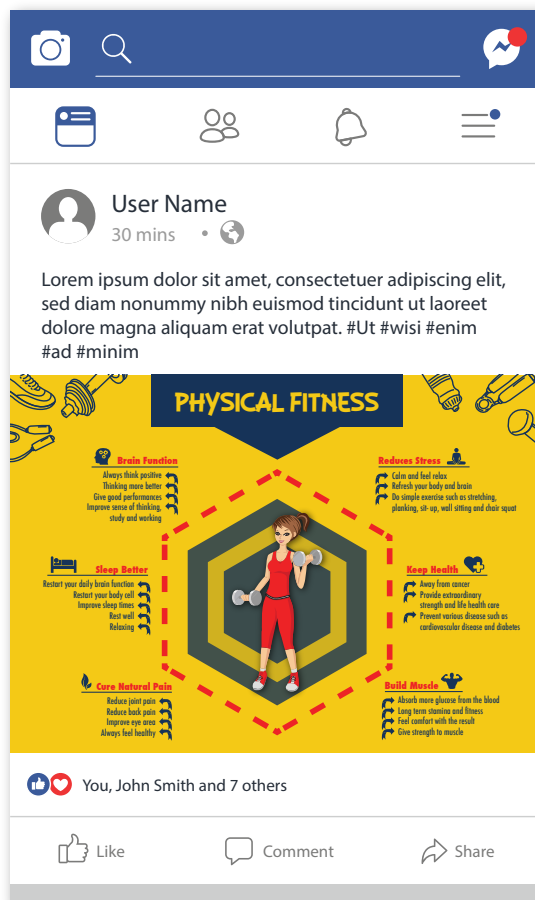 User Name
30 mins
Lorem ipsum dolor sit amet, consectetuer adipiscing elit,
sed diam nonummy nibh euismod tincidunt ut laoreet
dolore magna aliquam erat volutpat. #Ut #wisi #enim
#ad #minim
PHYSICAL FITNESS
Brain Function
Always think positive
Thinking more better
Give good performances
Improve sense of thinking,
study and working
Reduces Stress
Calm and feel relax
Refresh your body and brain
Do simple exercise such as stretching,
planking, sit-up, wall sitting and chair squat
Sleep Better
Restart your daily brain function
Restart your body cell
Improve sleep times
Rest well
Relaxing
Keep Health
Away from cancer
Provide extraordinary
strength and life health care
Prevent various disease such as
cardiovascular disease and diabetes
Cure Natural Pain
Reduce joint pain
Reduce back pain
Improve eye area
Always feel healthy
Build Muscle
Absorb more glucose from the blood
Long term stamina and fitness
Feel comfort with the result
Give strength to muscle
You, John Smith and 7 others
Like
Comment
Share